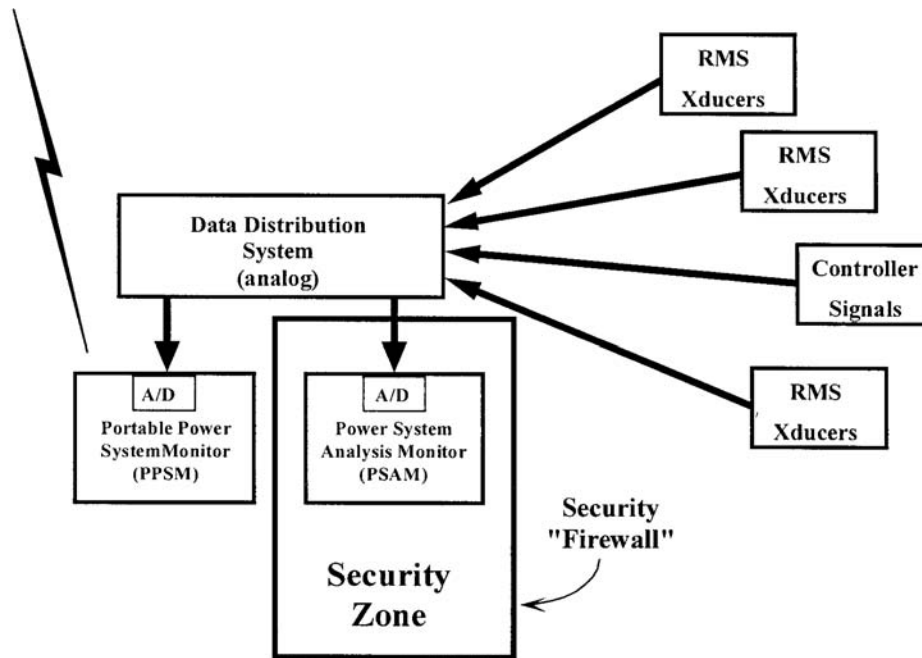 RMS
Xducers
RMS
Xducers
Data Distribution
System
(analog)
Controller
Signals
A/D
Portable Power
SystemMonitor
(PPSM)
A/D
Power System
Analysis Monitor
(PSAM)
RMS
Xducers
Security
"Firewall"
Security
Zone